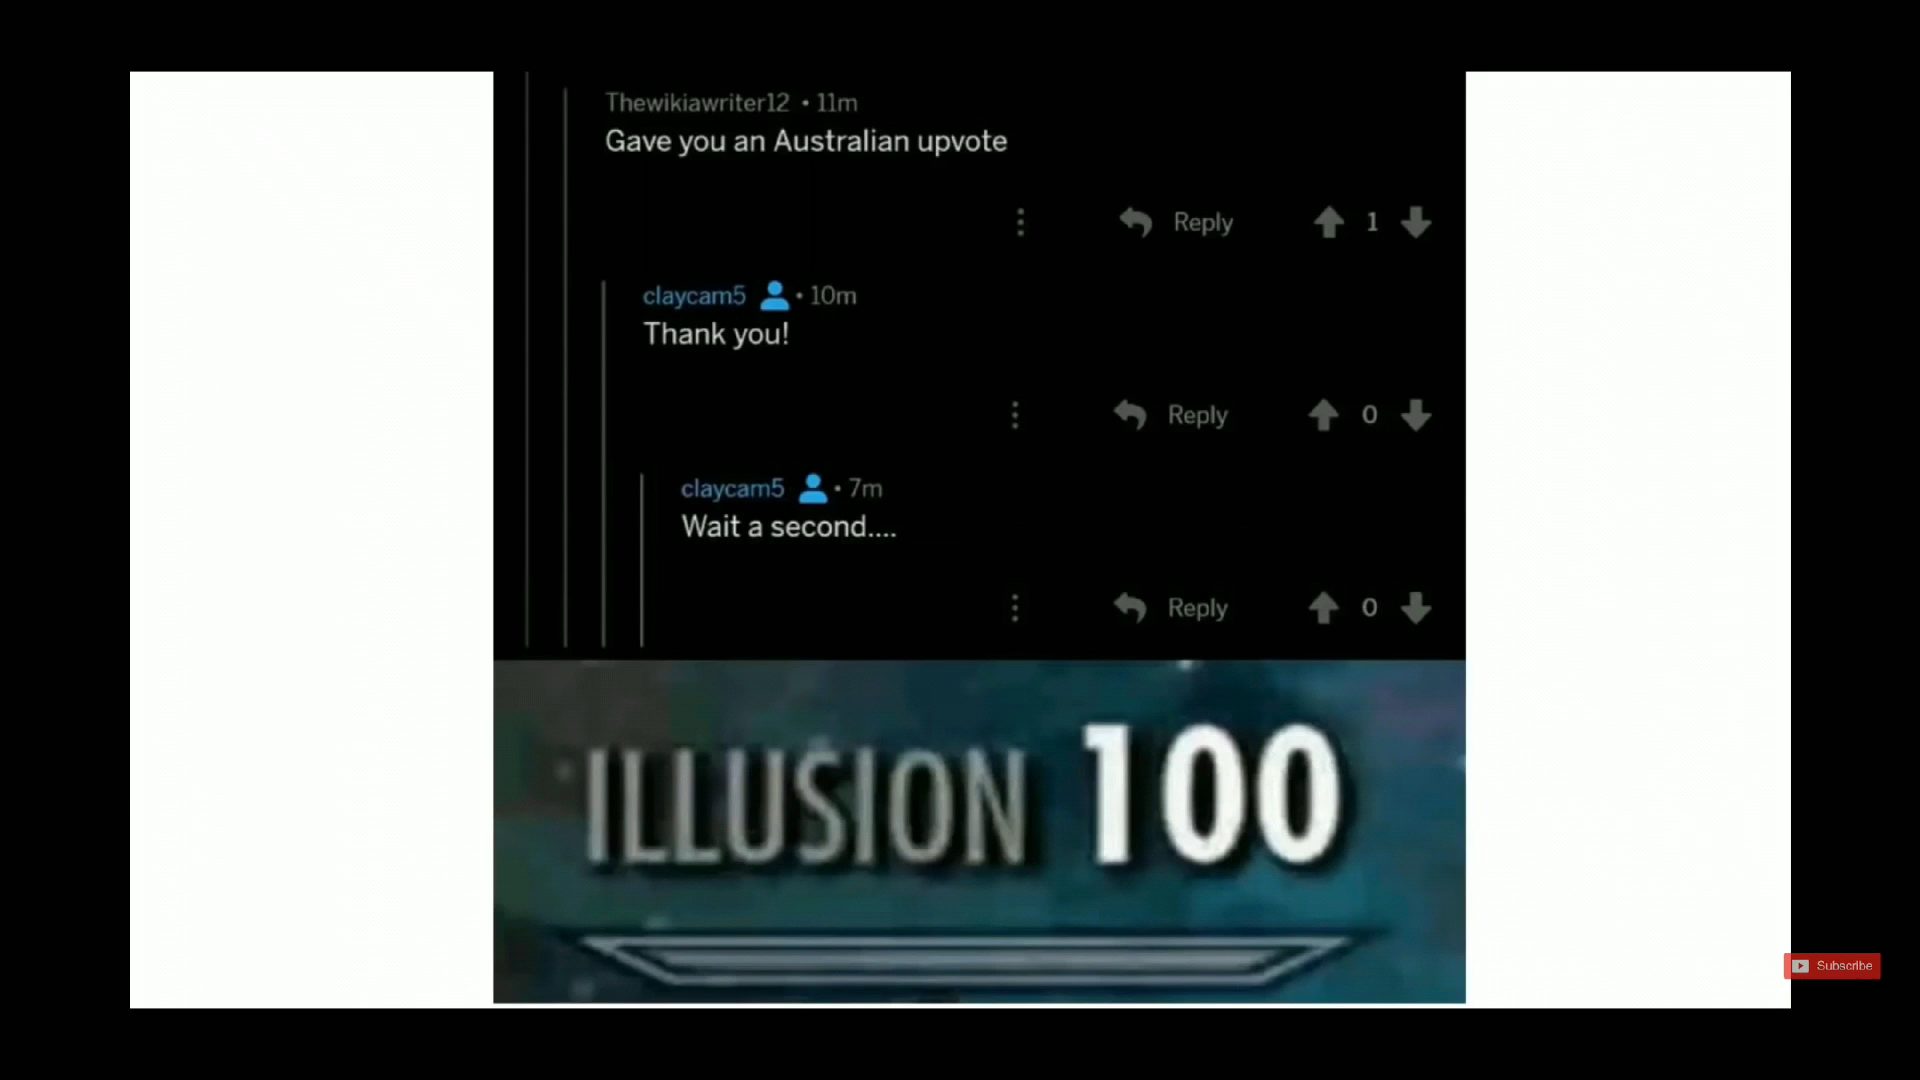 Thewikiawriter12 • 11m
Gave you an Australian upvote
Reply 1
claycam5 • 10m
Thank you!
Reply 0
claycam5 • 7m
Wait a second....
Reply 0
ILLUSION 100
Subscribe